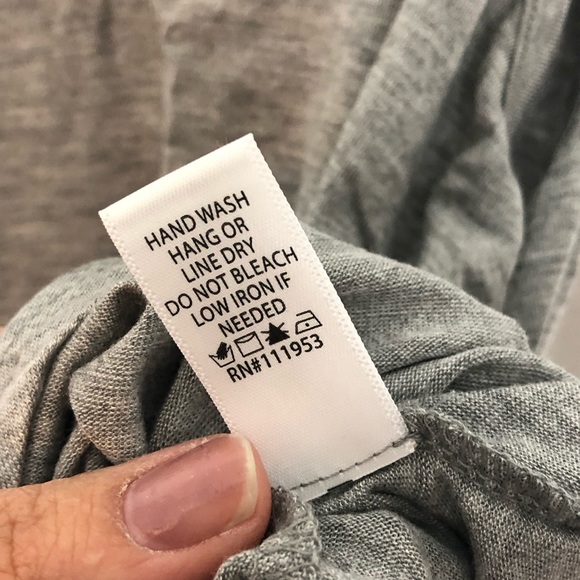 HAND WASH
HANG OR
LINE DRY
DO NOT BLEACH
LOW IRON IF
NEEDED
RN#111953